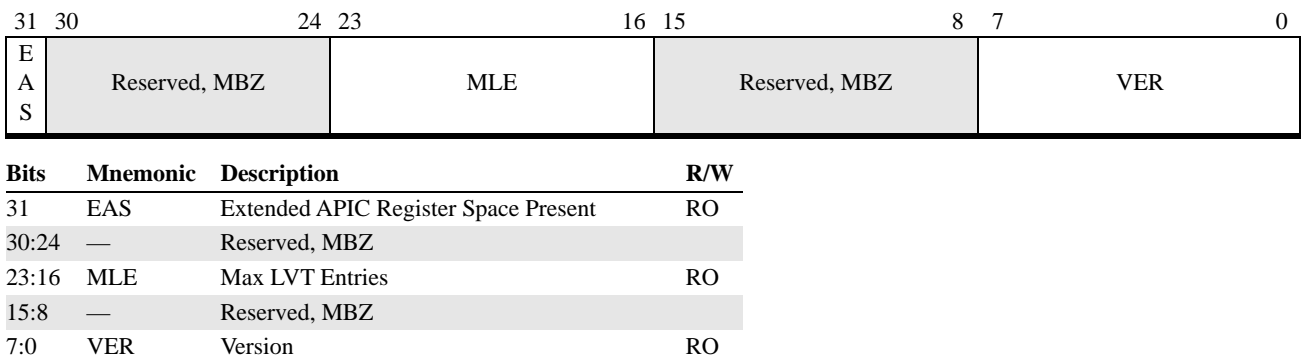 31 30 24 23 16 15 8 7 0
E
A Reserved, MBZ MLE Reserved, MBZ VER
S
Bits Mnemonic Description R/W
31 EAS Extended APIC Register Space Present RO
30:24 — Reserved, MBZ
23:16 MLE Max LVT Entries RO
15:8 — Reserved, MBZ
7:0 VER Version RO